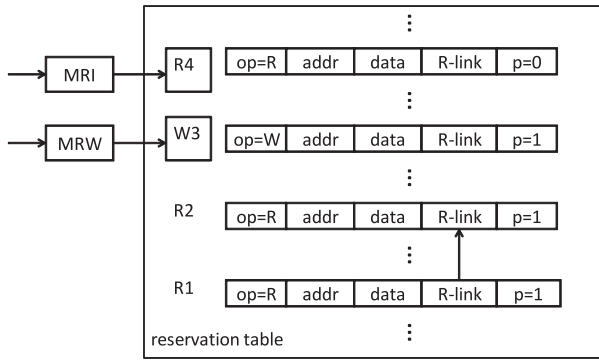 ⋮
MRI R4 op=R addr data R-link p=0
⋮
MRW W3 op=W addr data R-link p=1
⋮
R2 op=R addr data R-link p=1
⋮
R1 op=R addr data R-link p=1
⋮
reservation table